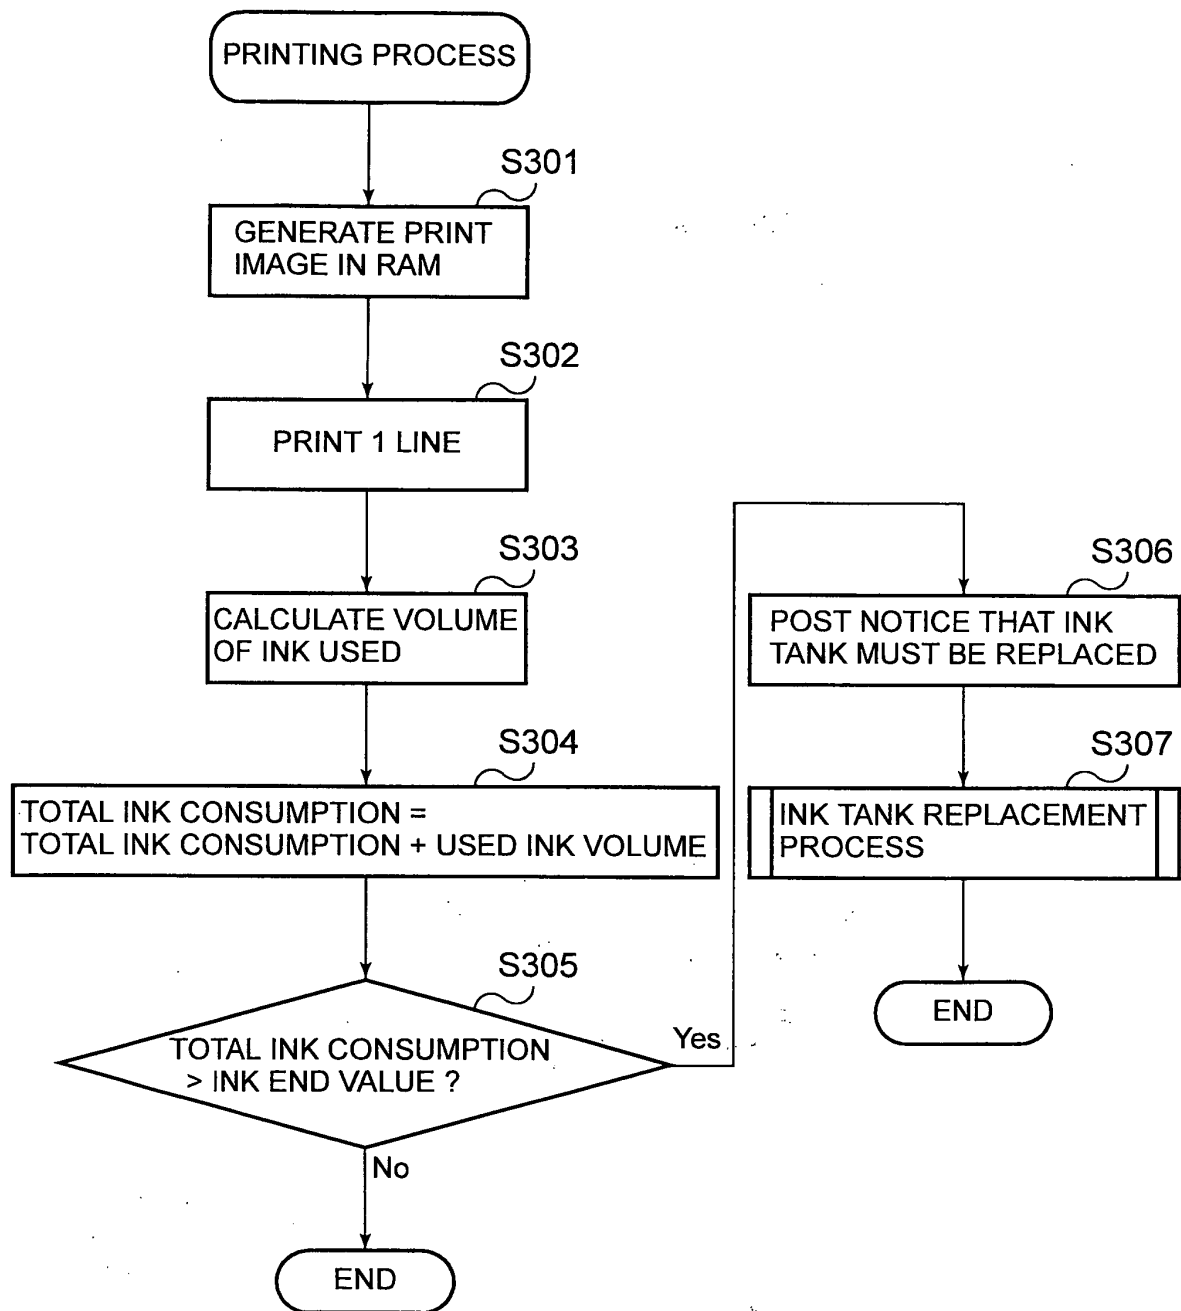 PRINTING PROCESS
S301
GENERATE PRINT
IMAGE IN RAM
S302
PRINT 1 LINE
S303
CALCULATE VOLUME
OF INK USED
S304
TOTAL INK CONSUMPTION =
TOTAL INK CONSUMPTION + USED INK VOLUME
S305
TOTAL INK CONSUMPTION
> INK END VALUE ?
Yes
No
END
S306
POST NOTICE THAT INK
TANK MUST BE REPLACED
S307
INK TANK REPLACEMENT
PROCESS
END